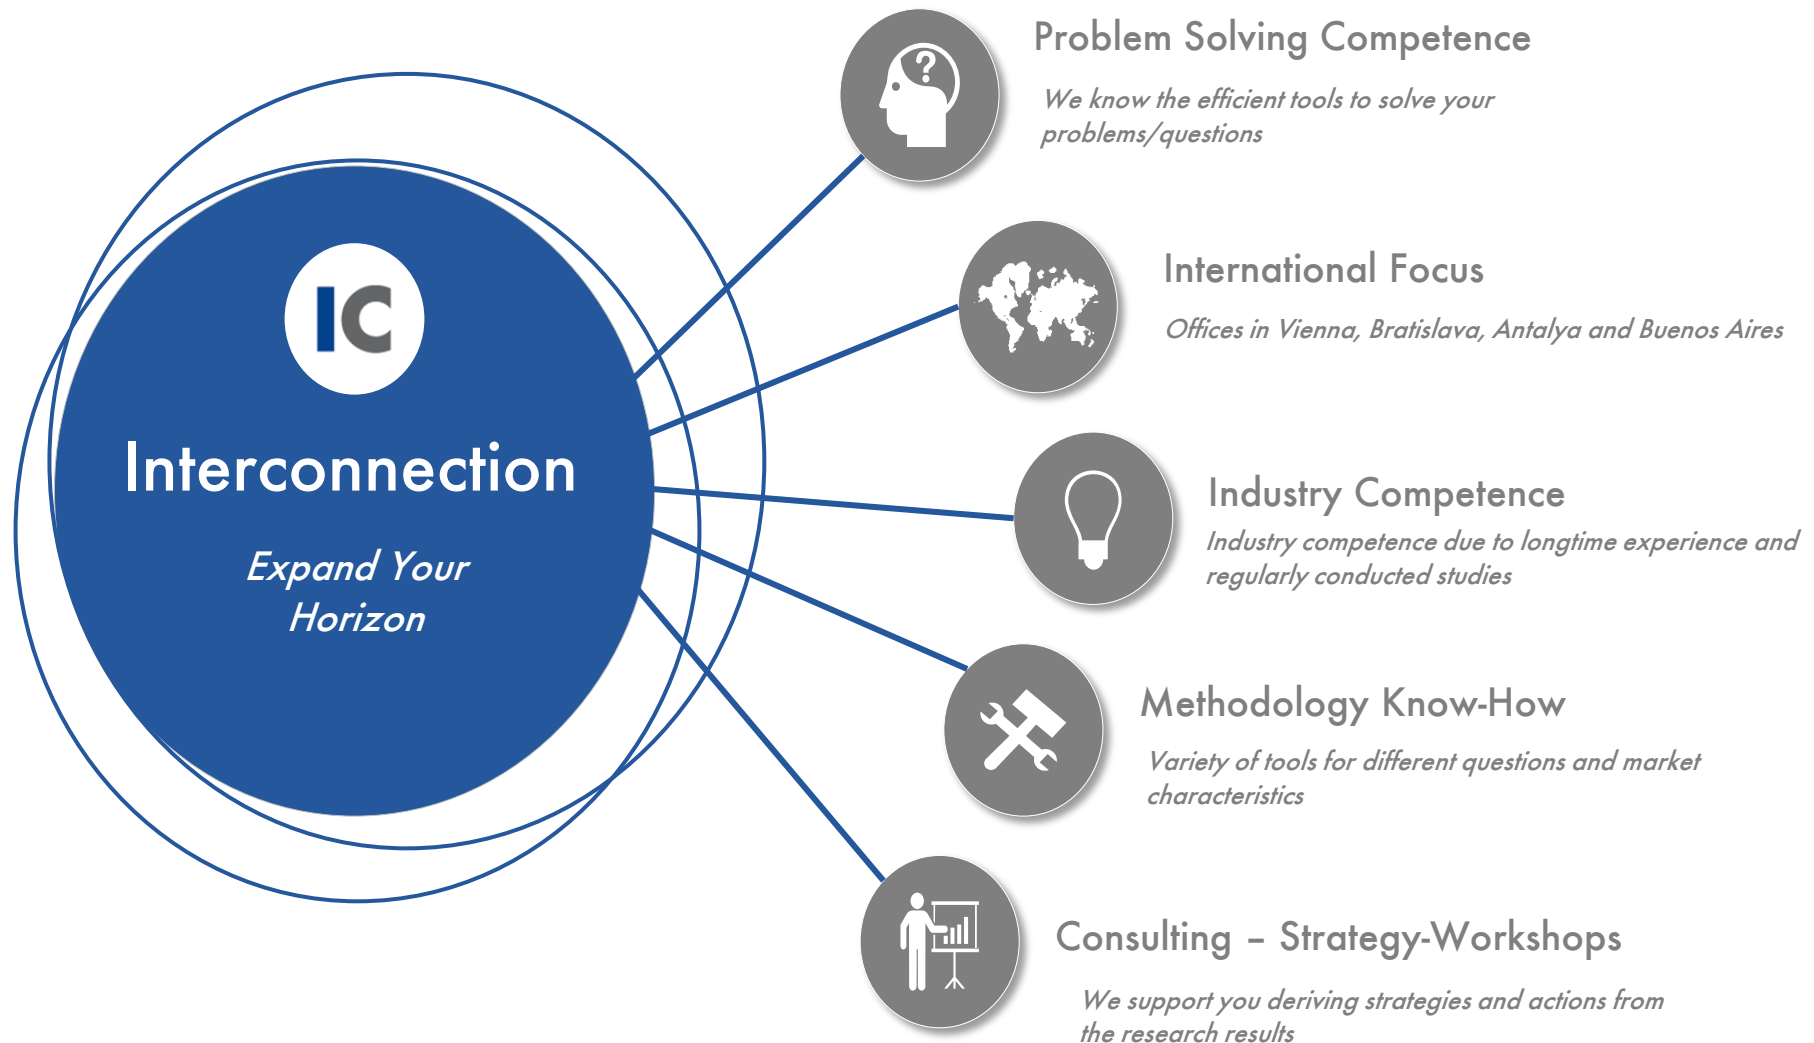 IC
Interconnection
Expand Your
Horizon
?
Problem Solving Competence
We know the efficient tools to solve your
problems/questions
International Focus
Offices in Vienna, Bratislava, Antalya and Buenos Aires
Industry Competence
Industry competence due to longtime experience and
regularly conducted studies
Methodology Know-How
Variety of tools for different questions and market
characteristics
Consulting – Strategy-Workshops
We support you deriving strategies and actions from
the research results